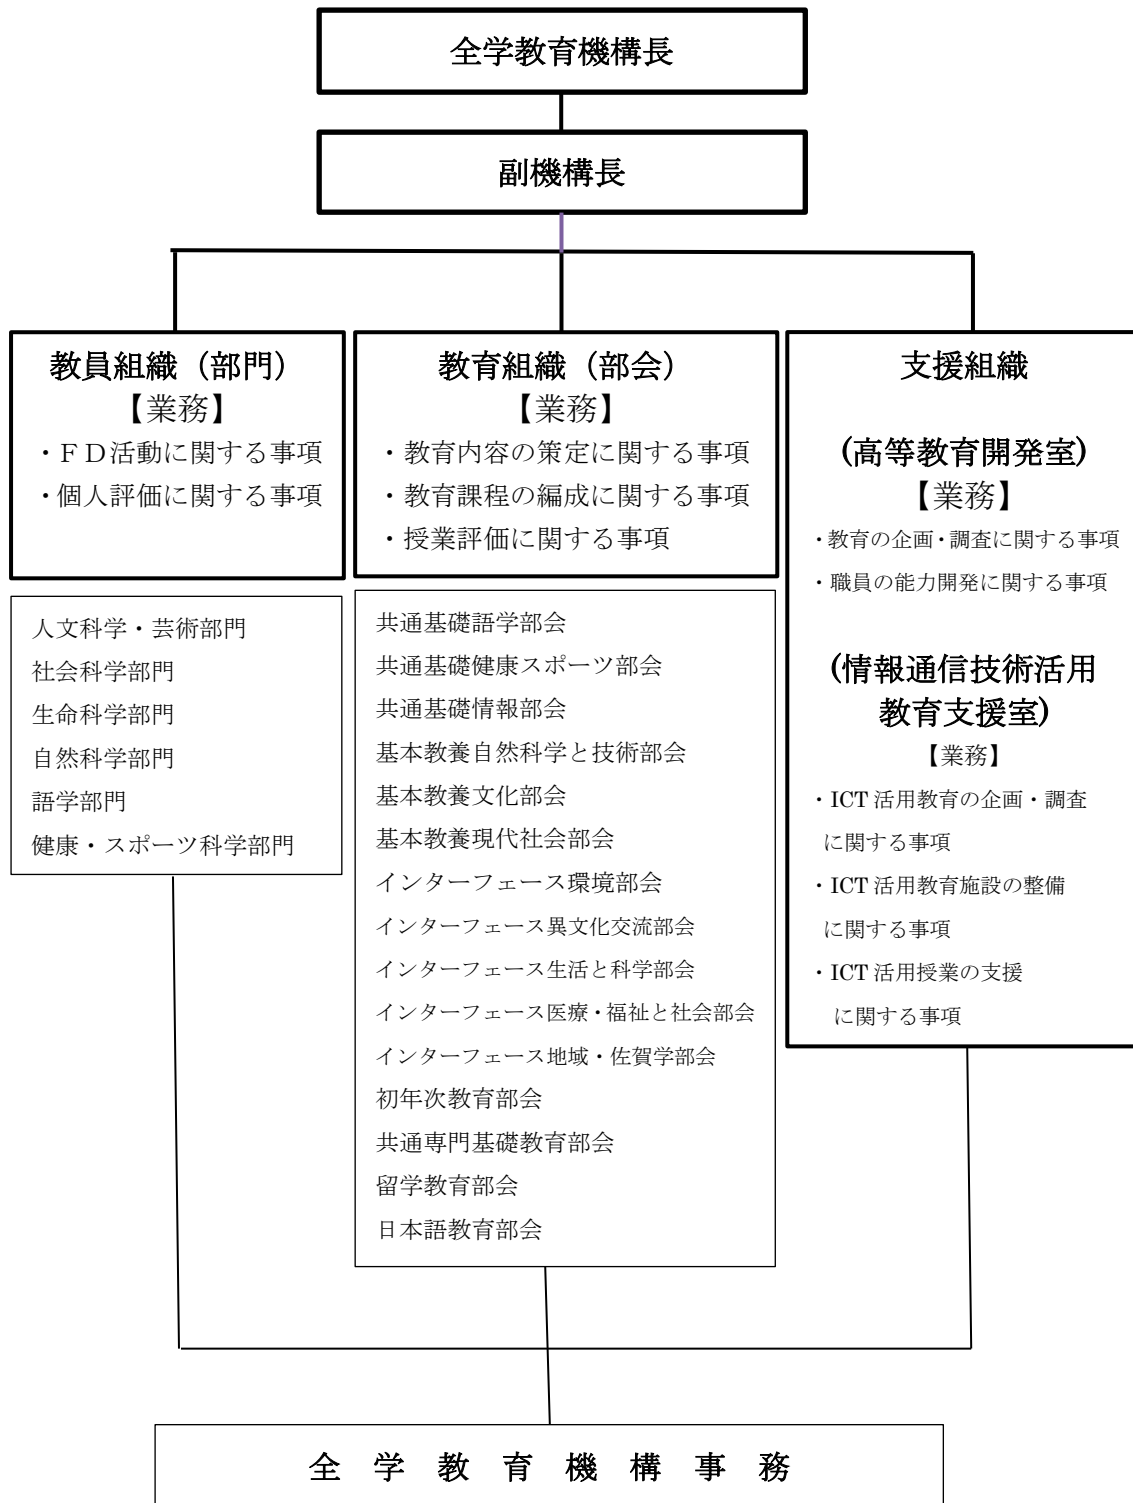 全学教育機構長
副機構長
教員組織（部門）
【業務】
・ＦＤ活動に関する事項
・個人評価に関する事項
人文科学・芸術部門
社会科学部門
生命科学部門
自然科学部門
語学部門
健康・スポーツ科学部門
教育組織（部会）
【業務】
・教育内容の策定に関する事項
・教育課程の編成に関する事項
・授業評価に関する事項
共通基礎語学部会
共通基礎健康スポーツ部会
共通基礎情報部会
基本教養自然科学と技術部会
基本教養文化部会
基本教養現代社会部会
インターフェース環境部会
インターフェース異文化交流部会
インターフェース生活と科学部会
インターフェース医療・福祉と社会部会
インターフェース地域・佐賀学部会
初年次教育部会
共通専門基礎教育部会
留学教育部会
日本語教育部会
支援組織
(高等教育開発室)
【業務】
・教育の企画・調査に関する事項
・職員の能力開発に関する事項
(情報通信技術活用
教育支援室)
【業務】
・ICT 活用教育の企画・調査
に関する事項
・ICT 活用教育施設の整備
に関する事項
・ICT 活用授業の支援
に関する事項
全 学 教 育 機 構 事 務